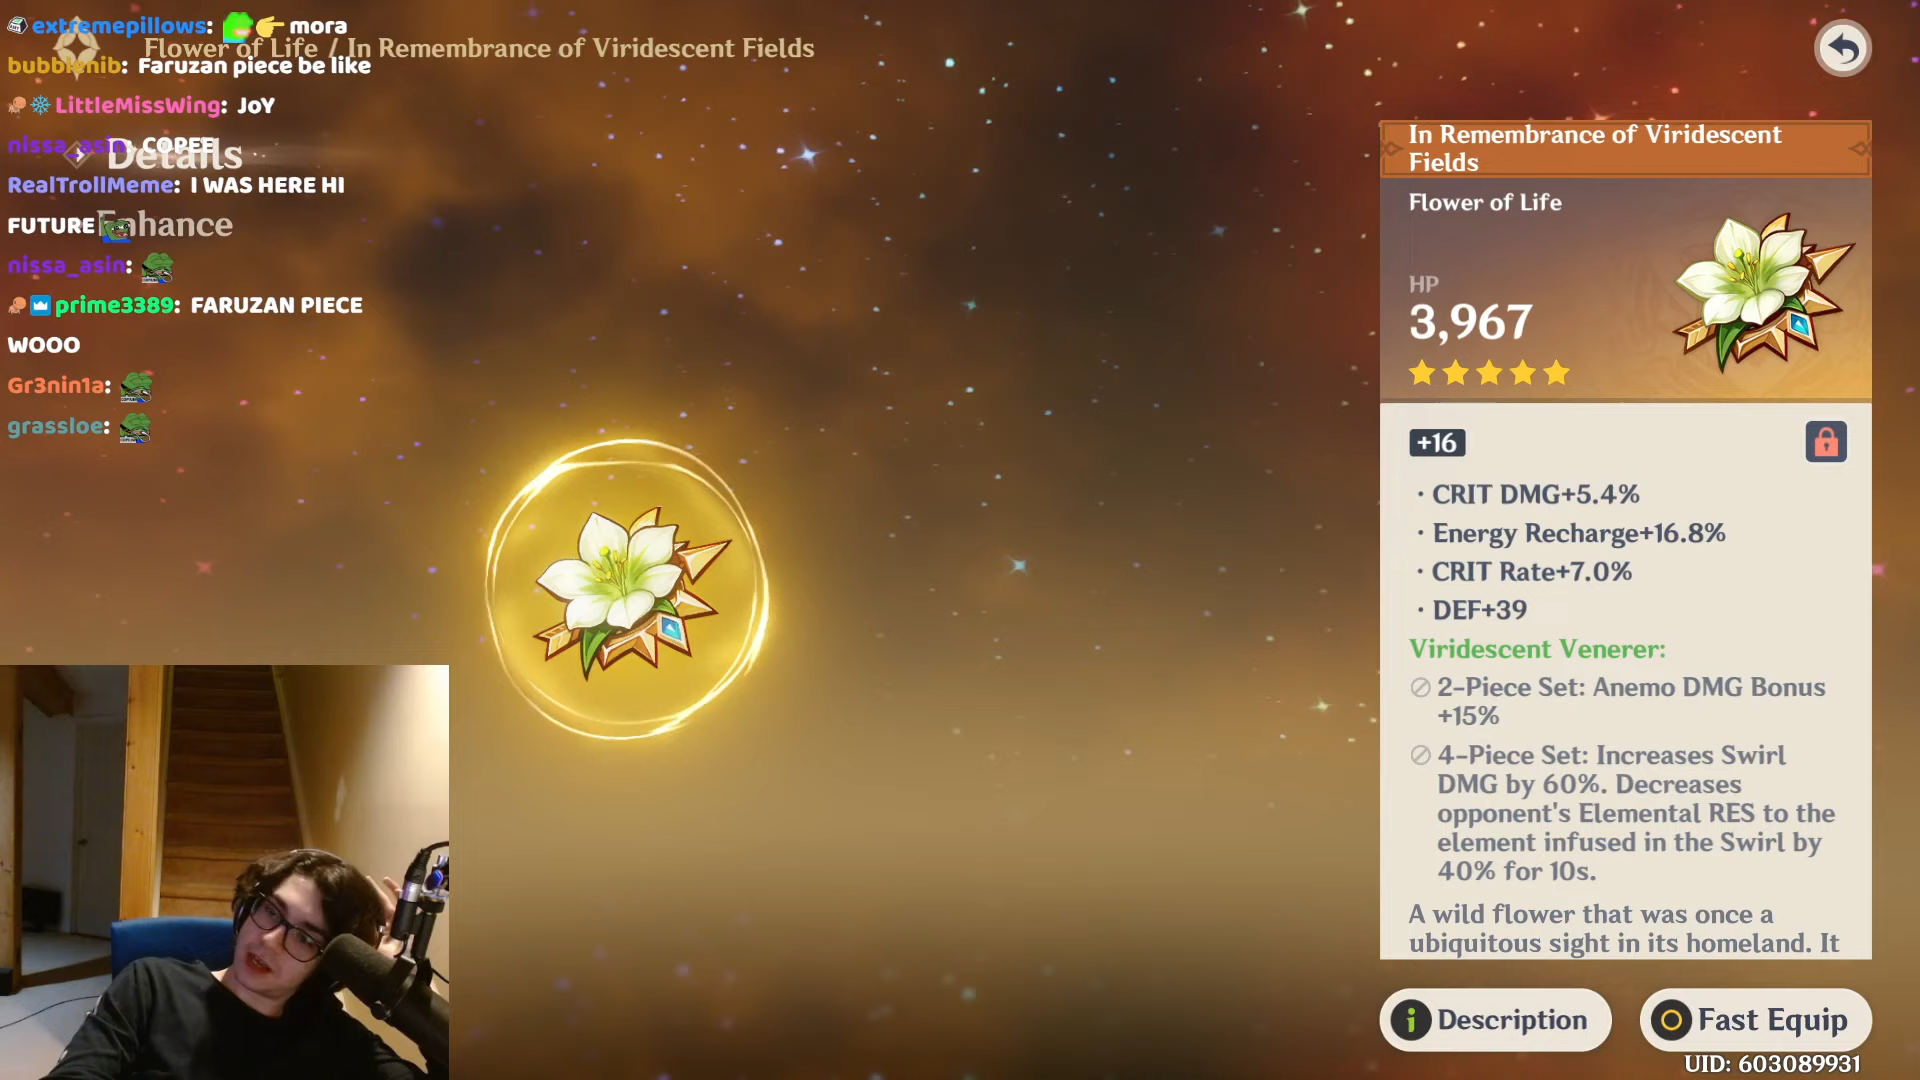 extremepillows: mora
Flower of Life / In Remembrance of Viridescent Fields
bubblenib: Faruzan piece be like
LittleMissWing: JoY
nissa_asin: COPEE
Details
RealTrollMeme: I WAS HERE HI
FUTURE
Enhance
nissa_asin:
prime3389: FARUZAN PIECE
WOOO
Gr3nin1a:
grassloe:
In Remembrance of Viridescent
Fields
Flower of Life
HP
3,967
+16
· CRIT DMG+5.4%
· Energy Recharge+16.8%
· CRIT Rate+7.0%
· DEF+39
Viridescent Venerer:
2-Piece Set: Anemo DMG Bonus
+15%
4-Piece Set: Increases Swirl
DMG by 60%. Decreases
opponent's Elemental RES to the
element infused in the Swirl by
40% for 10s.
A wild flower that was once a
ubiquitous sight in its homeland. It
Description
Fast Equip
UID: 603089931